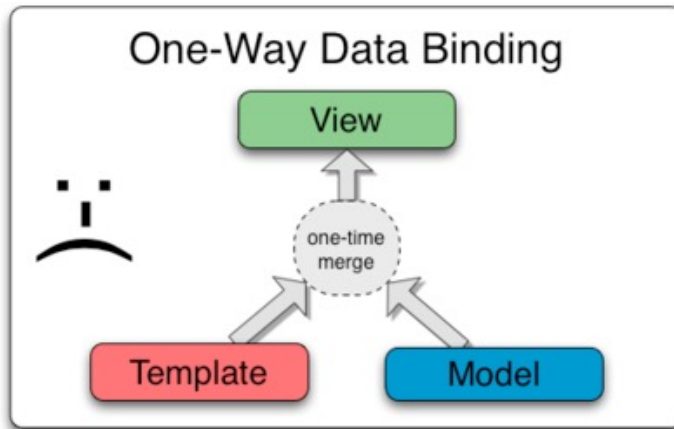 One-Way Data Binding
View
one-time
merge
Template
Model